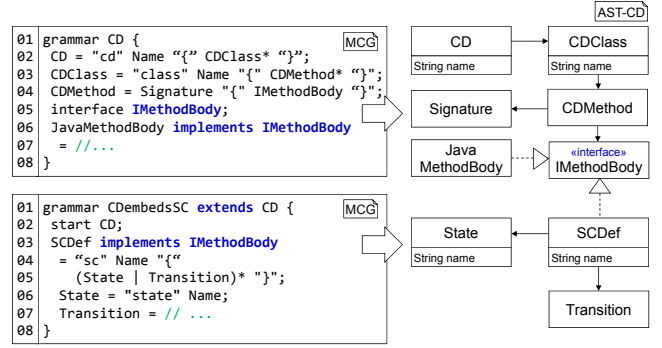 AST-CD
MCG
01 grammar CD {
02 CD = "cd" Name “{” CDClass* “}”;
03 CDClass = "class" Name "{" CDMethod* “}";
04 CDMethod = Signature "{" IMethodBody “}";
05 interface IMethodBody;
06 JavaMethodBody implements IMethodBody
07 = //...
08 }
CD
String name
CDClass
String name
Signature
CDMethod
Java
MethodBody
«interface»
IMethodBody
MCG
01 grammar CDembedsSC extends CD {
02 start CD;
03 SCDef implements IMethodBody
04 = “sc" Name "{“
05 (State | Transition)* "}";
06 State = "state" Name;
07 Transition = // ...
08 }
State
String name
SCDef
String name
Transition